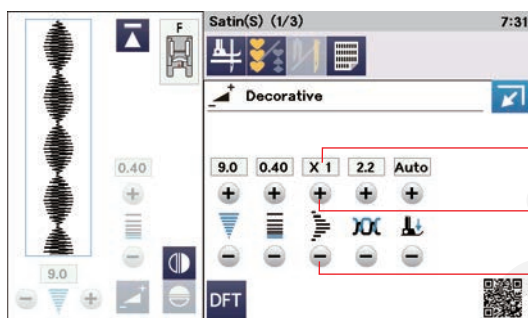 Satin(S) (1/3) 7:31
F
Decorative
9.0 0.40 X 1 2.2 Auto
0.40
9.0
DFT